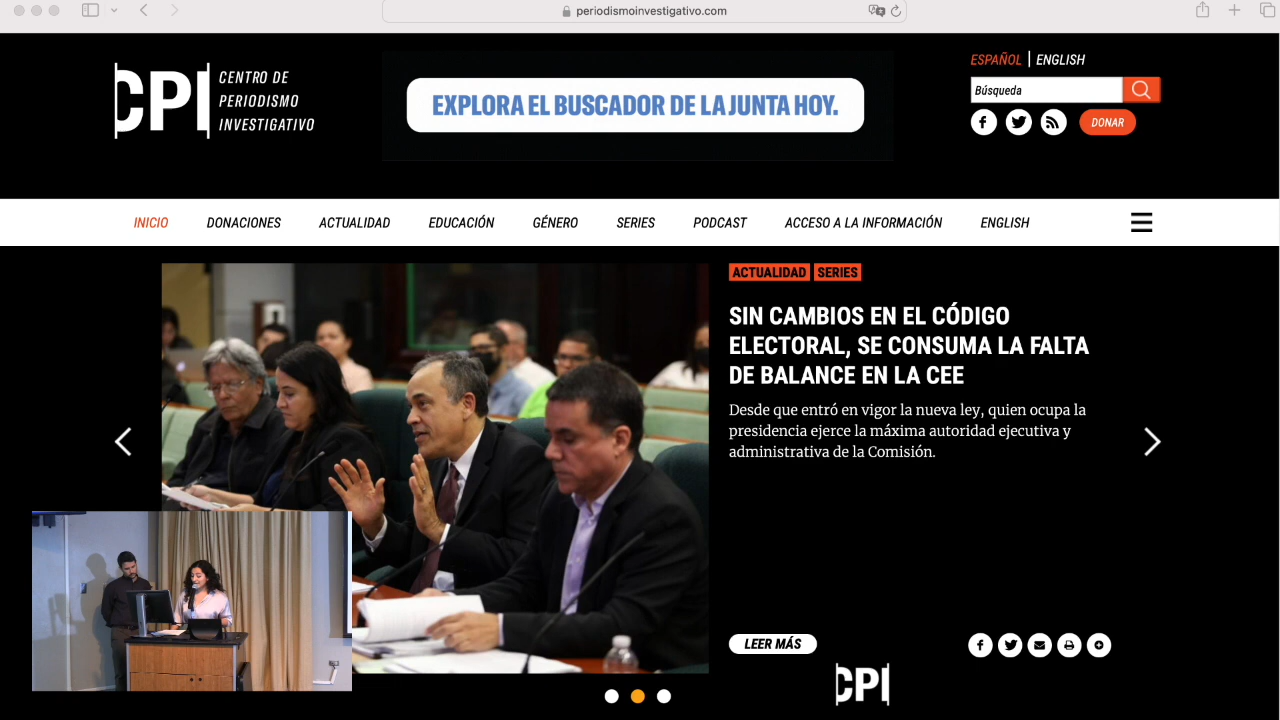 periodismoinvestigativo.com
CPI
CENTRO DE
PERIODISMO
INVESTIGATIVO
EXPLORA EL BUSCADOR DE LA JUNTA HOY.
ESPAÑOL | ENGLISH
Búsqueda
DONAR
INICIO DONACIONES ACTUALIDAD EDUCACIÓN GÉNERO SERIES PODCAST ACCESO A LA INFORMACIÓN ENGLISH
ACTUALIDAD SERIES
SIN CAMBIOS EN EL CÓDIGO
ELECTORAL, SE CONSUMA LA FALTA
DE BALANCE EN LA CEE
Desde que entró en vigor la nueva ley, quien ocupa la
presidencia ejerce la máxima autoridad ejecutiva y
administrativa de la Comisión.
LEER MÁS
CPI